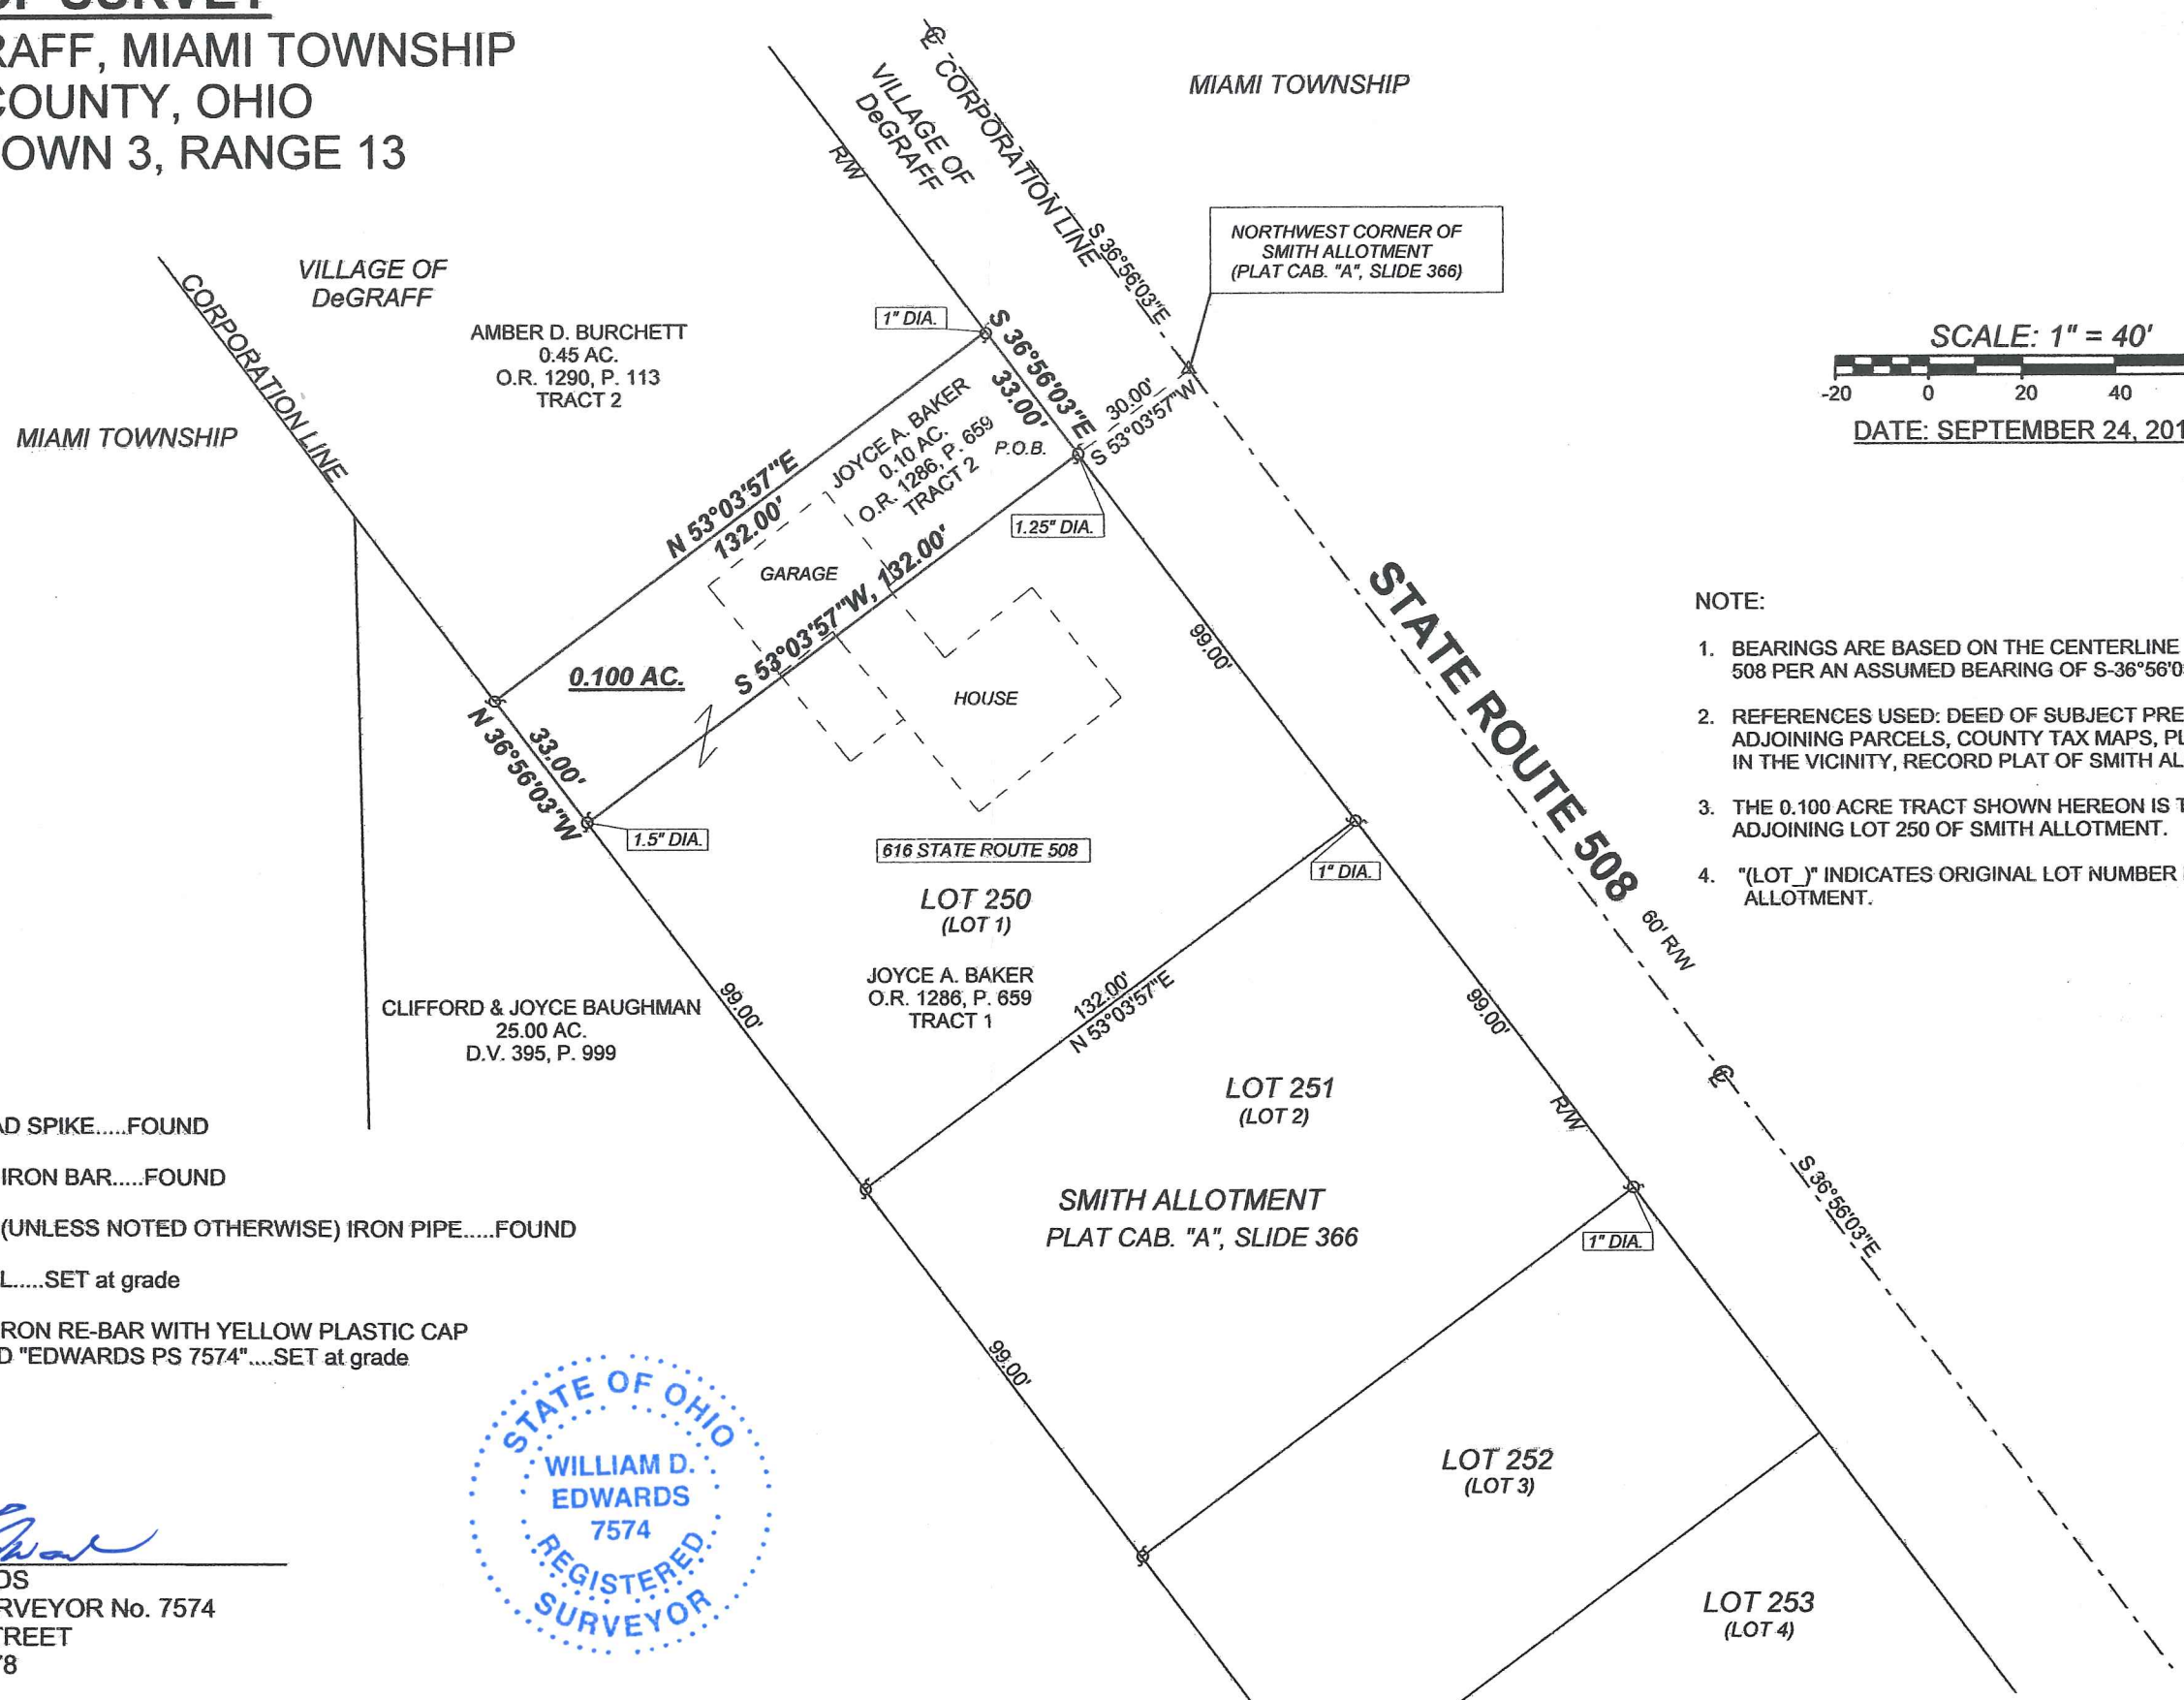 OF SURVEY
RAFF, MIAMI TOWNSHIP
COUNTY, OHIO
OWN 3, RANGE 13
VILLAGE OF
DeGRAFF
CORPORATION LINE
MIAMI TOWNSHIP
AMBER D. BURCHETT
0.45 AC.
O.R. 1290, P. 113
TRACT 2
R/W
VILLAGE OF
DeGRAFF
CORPORATION LINE
S 36°56'03"E
MIAMI TOWNSHIP
NORTHWEST CORNER OF
SMITH ALLOTMENT
(PLAT CAB. "A", SLIDE 366)
SCALE: 1" = 40'
-20 0 20 40
DATE: SEPTEMBER 24, 201
1" DIA.
S 36°56'03"E
33.00'
30.00'
S 53°03'57"W
P.O.B.
1.25" DIA.
JOYCE A. BAKER
0.10 AC.
O.R. 1286, P. 659
TRACT 2
N 53°03'57"E
132.00'
GARAGE
S 53°03'57"W, 132.00'
0.100 AC.
HOUSE
33.00'
N 36°56'03"W
1.5" DIA.
99.00'
616 STATE ROUTE 508
LOT 250
(LOT 1)
JOYCE A. BAKER
O.R. 1286, P. 659
TRACT 1
1" DIA.
STATE ROUTE 508
60' R/W
NOTE:
1. BEARINGS ARE BASED ON THE CENTERLINE
508 PER AN ASSUMED BEARING OF S-36°56'0
2. REFERENCES USED: DEED OF SUBJECT PRE
ADJOINING PARCELS, COUNTY TAX MAPS, PL
IN THE VICINITY, RECORD PLAT OF SMITH AL
3. THE 0.100 ACRE TRACT SHOWN HEREON IS T
ADJOINING LOT 250 OF SMITH ALLOTMENT.
4. "(LOT_)" INDICATES ORIGINAL LOT NUMBER
ALLOTMENT.
CLIFFORD & JOYCE BAUGHMAN
25.00 AC.
D.V. 395, P. 999
99.00'
132.00'
N 53°03'57"E
99.00'
R/W
LOT 251
(LOT 2)
SMITH ALLOTMENT
PLAT CAB. "A", SLIDE 366
1" DIA.
S 36°56'03"E
99.00'
LOT 252
(LOT 3)
LOT 253
(LOT 4)
AD SPIKE.....FOUND
IRON BAR.....FOUND
(UNLESS NOTED OTHERWISE) IRON PIPE.....FOUND
L.....SET at grade
RON RE-BAR WITH YELLOW PLASTIC CAP
D "EDWARDS PS 7574"....SET at grade
STATE OF OHIO
WILLIAM D.
EDWARDS
7574
REGISTERED
SURVEYOR
DS
RVEYOR No. 7574
TREET
78